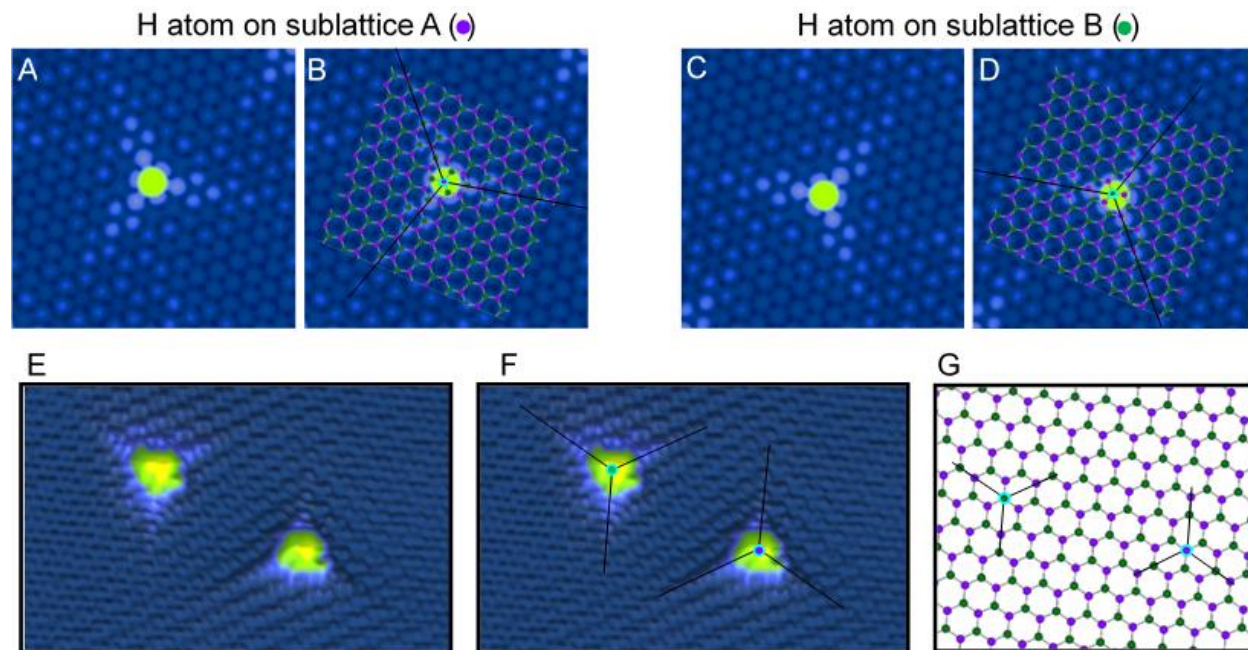 H atom on sublattice A (●)
H atom on sublattice B (●)
A
B
C
D
E
F
G